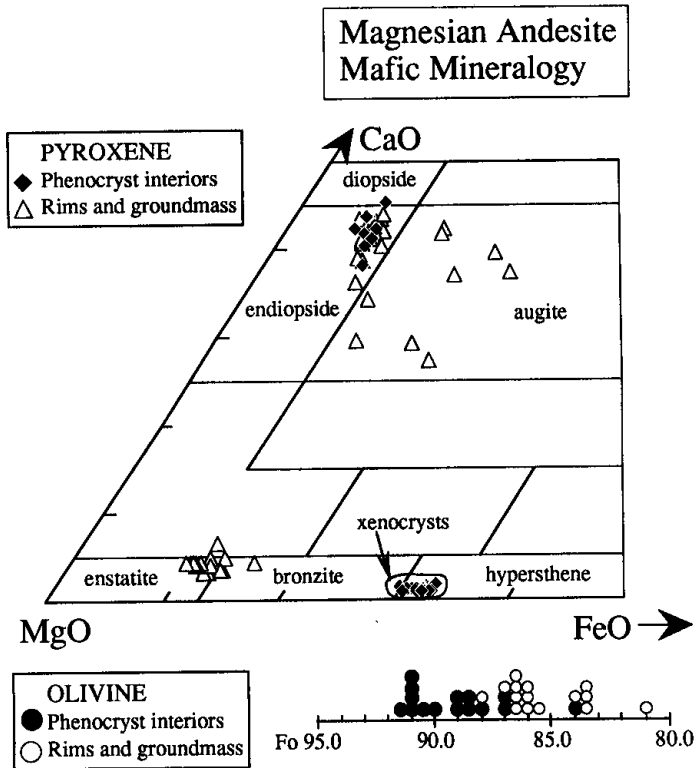 Magnesian Andesite
Mafic Mineralogy
PYROXENE
Phenocryst interiors
Rims and groundmass
CaO
diopside
endiopside
augite
xenocrysts
enstatite
bronzite
hypersthene
MgO
FeO
OLIVINE
Phenocryst interiors
Rims and groundmass
Fo 95.0 90.0 85.0 80.0